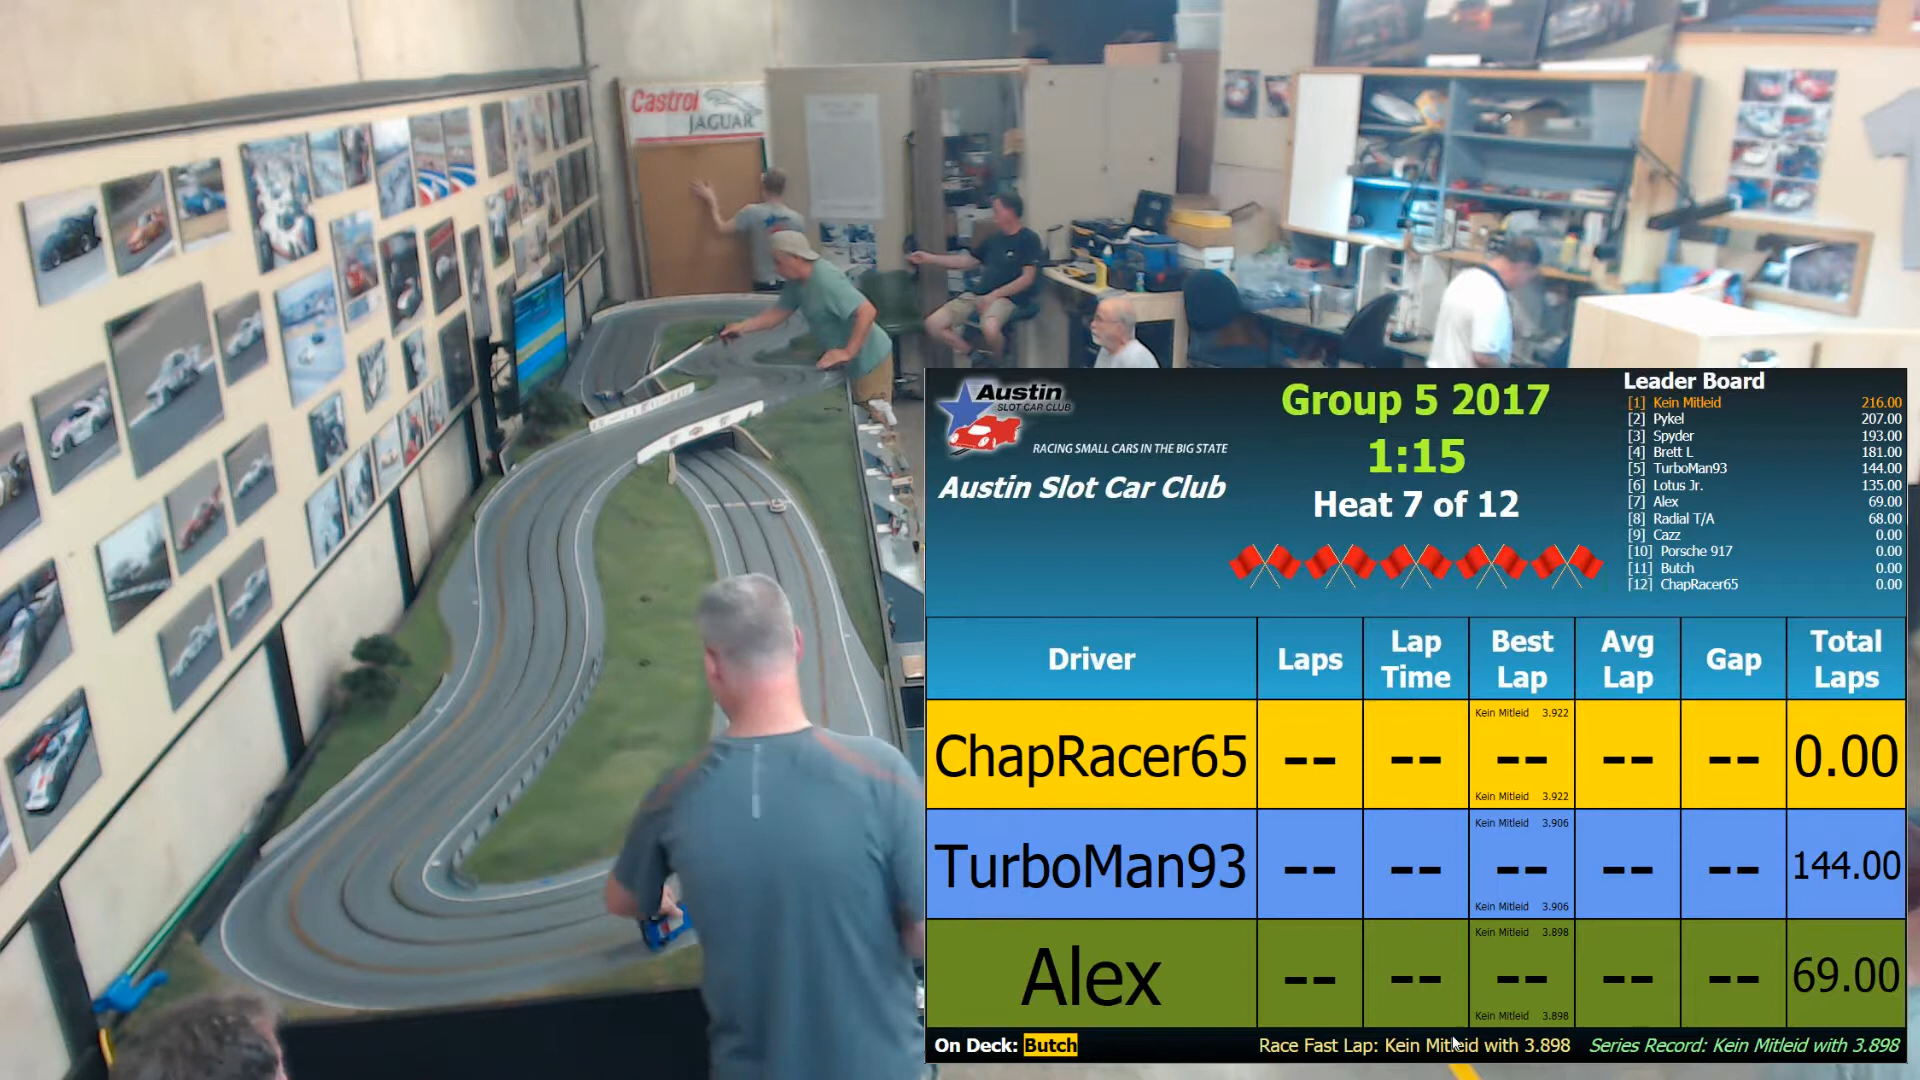 Castrol
JAGUAR
Austin
SLOT CAR CLUB
RACING SMALL CARS IN THE BIG STATE
Austin Slot Car Club
Group 5 2017
1:15
Heat 7 of 12
Leader Board
[1] Kein Mitleid 216.00
[2] Pykel 207.00
[3] Spyder 193.00
[4] Brett L 181.00
[5] TurboMan93 144.00
[6] Lotus Jr. 135.00
[7] Alex 69.00
[8] Radial T/A 68.00
[9] Cazz 0.00
[10] Porsche 917 0.00
[11] Butch 0.00
[12] ChapRacer65 0.00
Driver Laps Lap Time Best Lap Avg Lap Gap Total Laps
Kein Mitleid 3.922
ChapRacer65 -- -- -- -- -- 0.00
Kein Mitleid 3.922
Kein Mitleid 3.906
TurboMan93 -- -- -- -- -- 144.00
Kein Mitleid 3.906
Kein Mitleid 3.898
Alex -- -- -- -- -- 69.00
Kein Mitleid 3.898
On Deck: Butch Race Fast Lap: Kein Mitleid with 3.898 Series Record: Kein Mitleid with 3.898